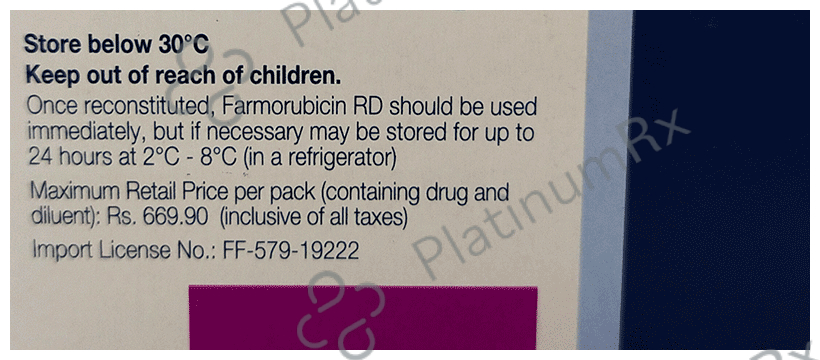 Store below 30°C
Keep out of reach of children.
Once reconstituted, Farmorubicin RD should be used
immediately, but if necessary may be stored for up to
24 hours at 2°C - 8°C (in a refrigerator)
Maximum Retail Price per pack (containing drug and
diluent): Rs. 669.90 (inclusive of all taxes)
Import License No.: FF-579-19222
PlatinumRx